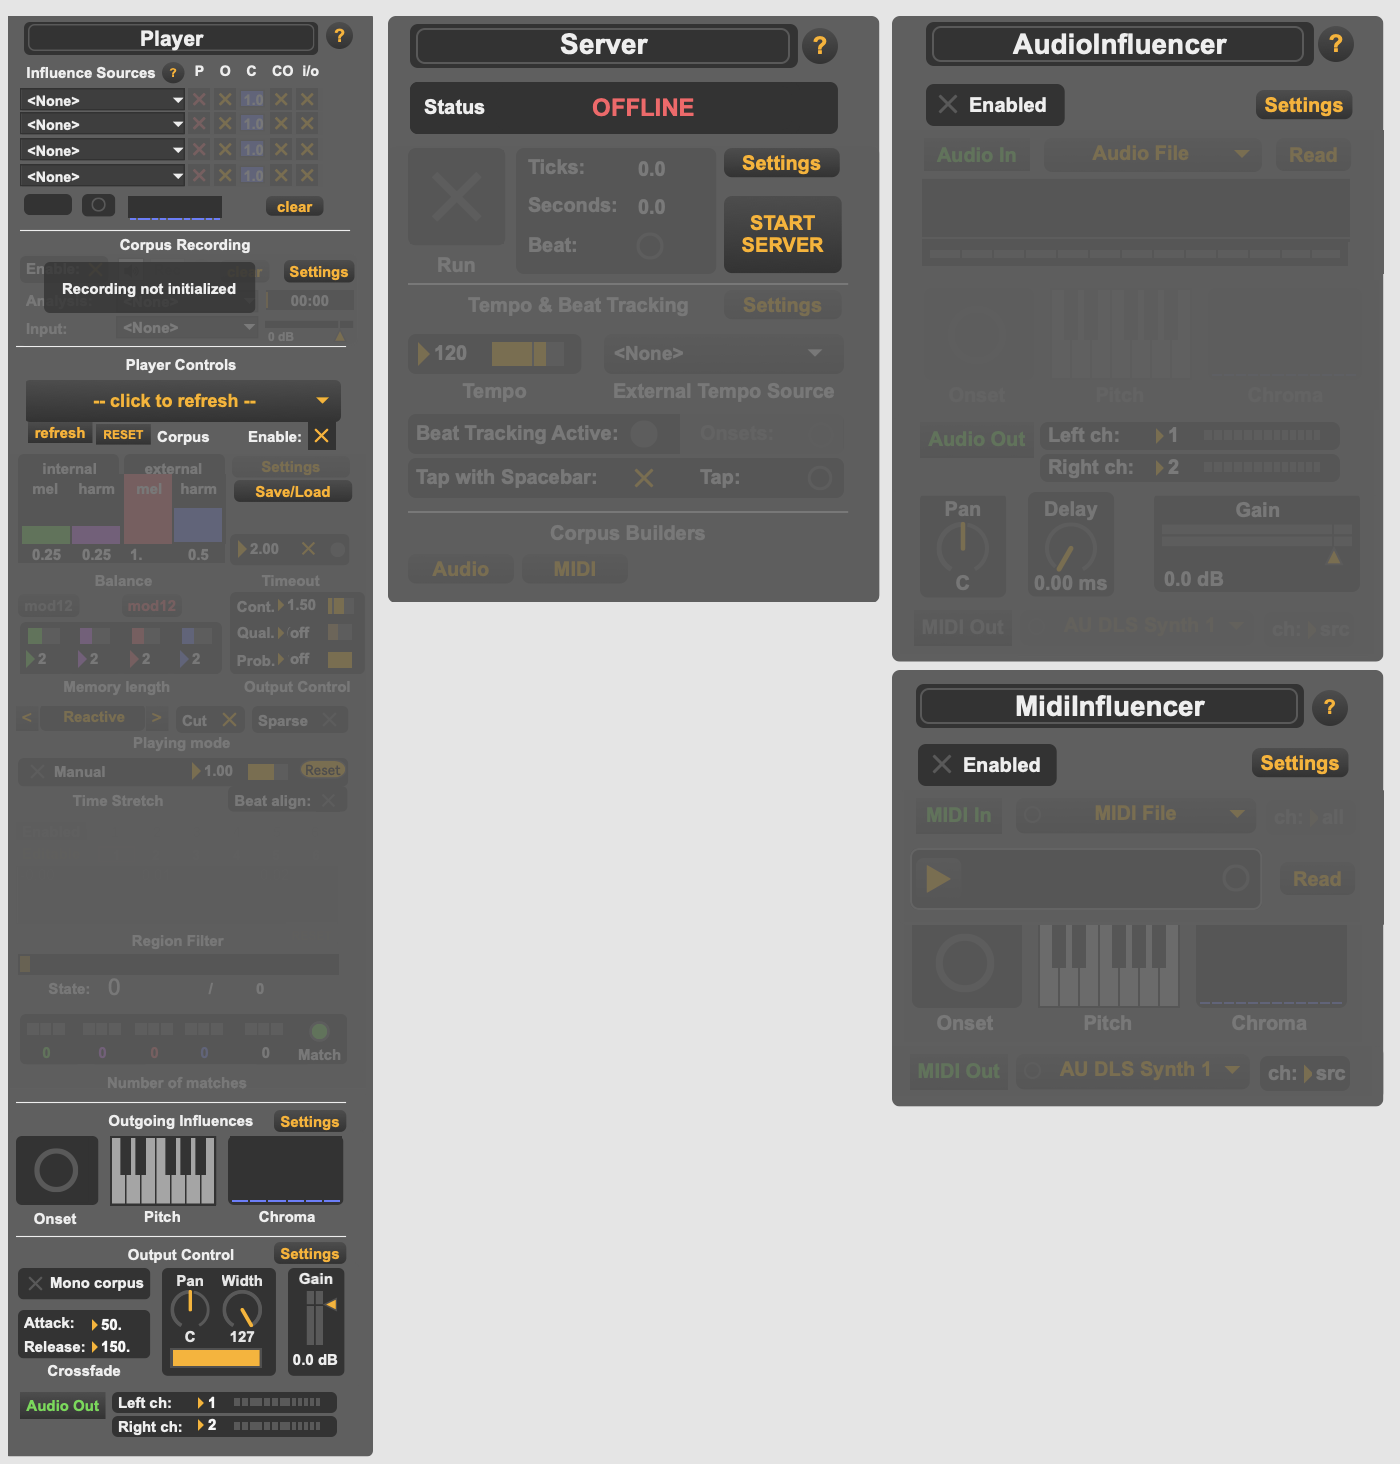 Player
?
Influence Sources ? P O C CO i/o
<None> 1.0
<None> 1.0
<None> 1.0
<None> 1.0
clear
Corpus Recording
Enable: clear Settings
Recording not initialized
00:00
Input: <None>
0 dB
Player Controls
-- click to refresh --
refresh RESET Corpus Enable:
internal external Settings
mel harm mel harm Save/Load
0.25 0.25 1. 0.5 2.00
Balance Timeout
mod12 mod12 Cont. 1.50
Qual. /off
2 2 2 2 Prob. off
Memory length Output Control
< Reactive > Cut Sparse
Playing mode
Manual 1.00 Reset
Time Stretch Beat align:
Region Filter
State: 0 / 0
0 0 0 0 0 Match
Number of matches
Outgoing Influences Settings
Onset Pitch Chroma
Output Control Settings
Mono corpus Pan Width Gain
Attack: 50.
Release: 150. C 127
Crossfade 0.0 dB
Audio Out Left ch: 1
Right ch: 2
Server
?
Status OFFLINE
Ticks: 0.0 Settings
Seconds: 0.0 START
Beat: SERVER
Run
Tempo & Beat Tracking Settings
120 <None>
Tempo External Tempo Source
Beat Tracking Active: Onsets:
Tap with Spacebar: Tap:
Corpus Builders
Audio MIDI
AudioInfluencer
?
Enabled Settings
Audio In Audio File Read
Onset Pitch Chroma
Audio Out Left ch: 1
Right ch: 2
Pan Delay Gain
C 0.00 ms 0.0 dB
MIDI Out AU DLS Synth 1 ch: src
MidiInfluencer
?
Enabled Settings
MIDI In MIDI File ch: all
Read
Onset Pitch Chroma
MIDI Out AU DLS Synth 1 ch: src